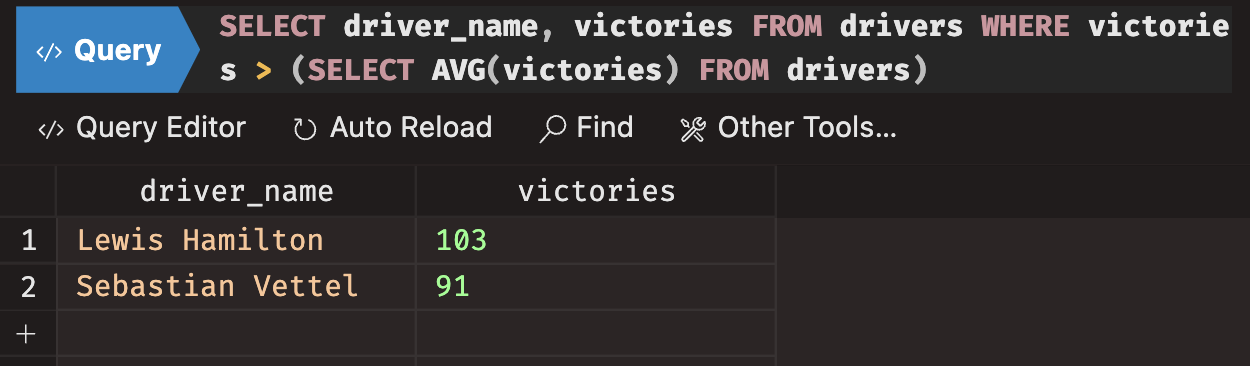 </> Query SELECT driver_name, victories FROM drivers WHERE victorie
s > (SELECT AVG(victories) FROM drivers)
</> Query Editor Auto Reload Find Other Tools...
driver_name victories
1 Lewis Hamilton 103
2 Sebastian Vettel 91
+